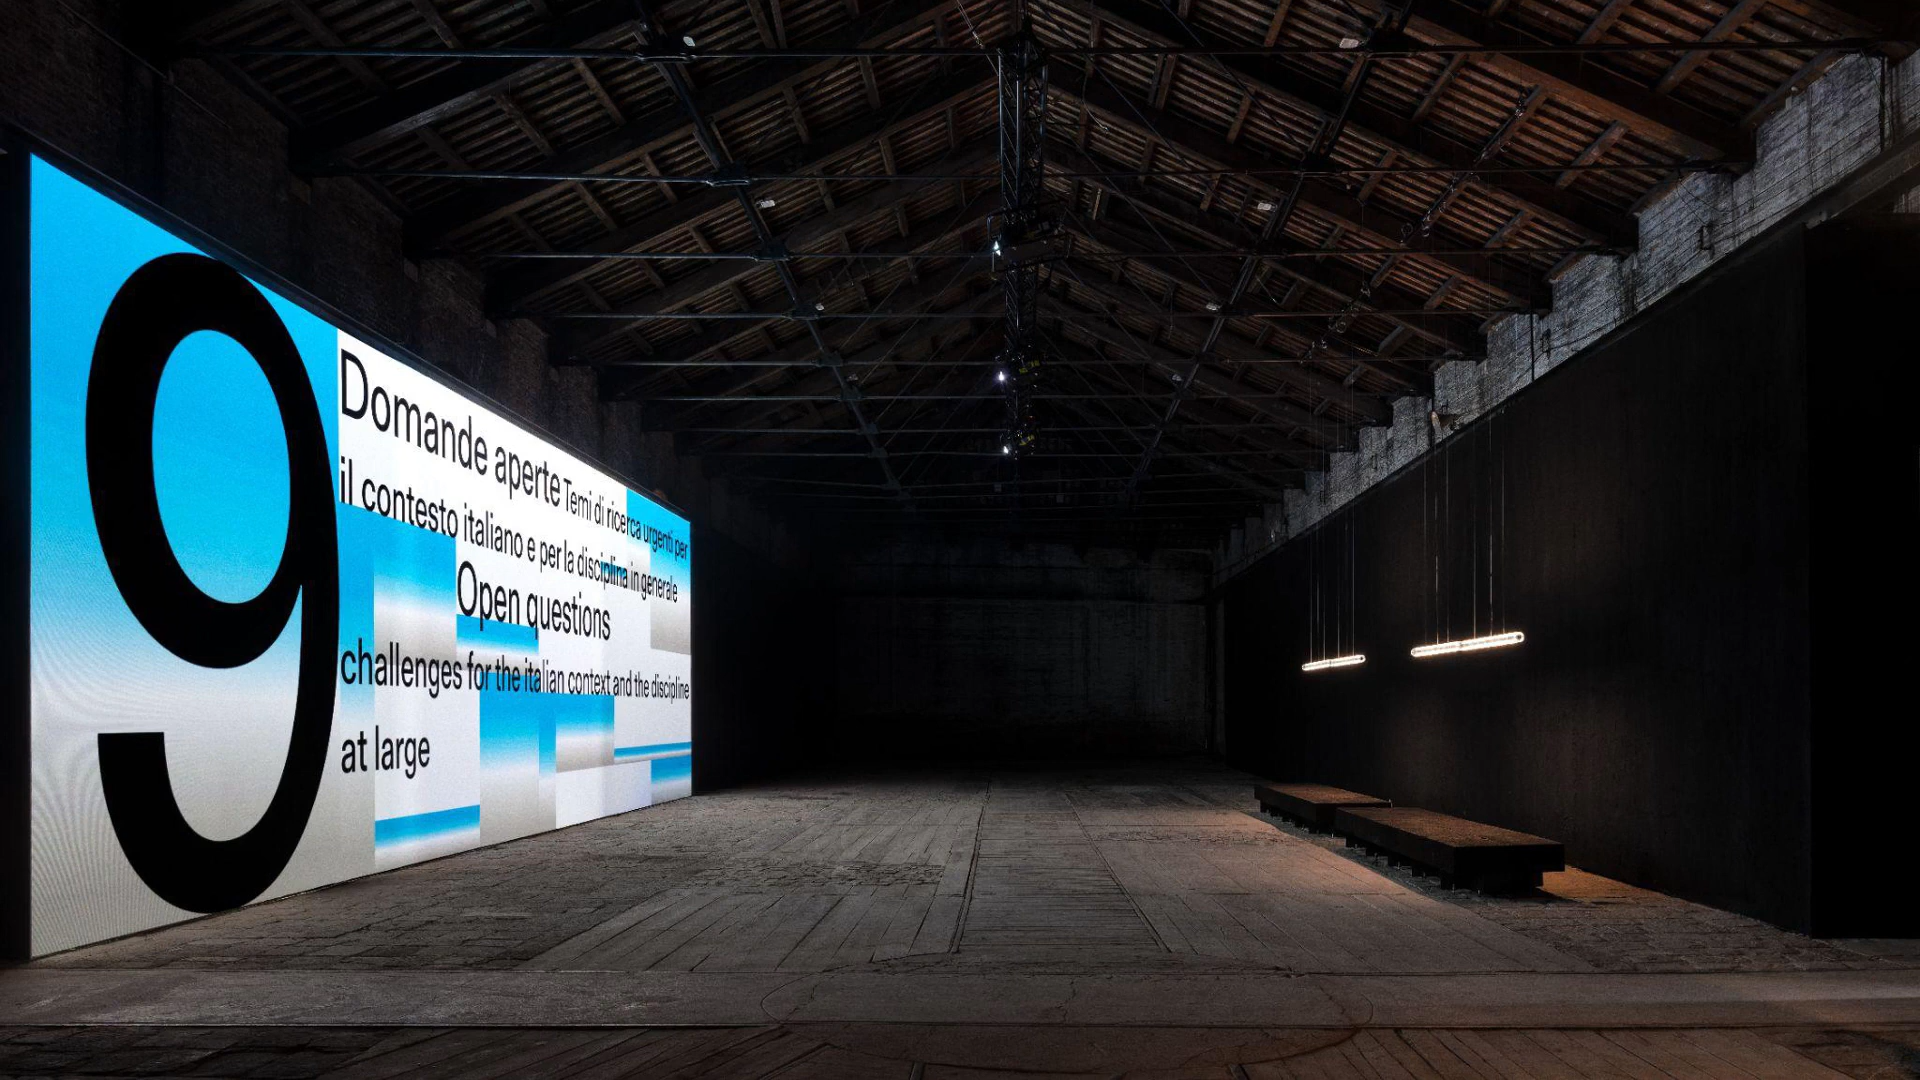 9
Domande aperte Temi di ricerca urgenti per
il contesto italiano e per la disciplina in generale
Open questions
challenges for the italian context and the discipline
at large